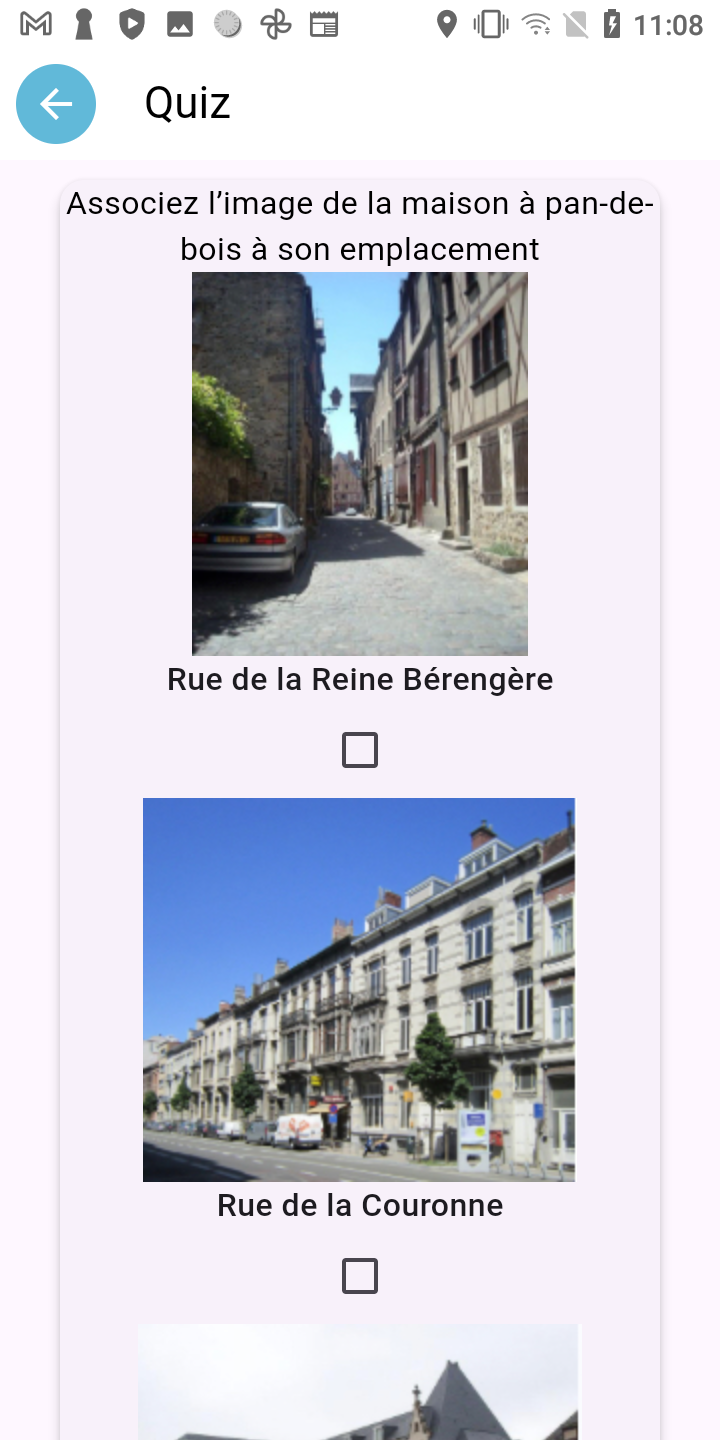 11:08
Quiz
Associez l’image de la maison à pan-de-
bois à son emplacement
Rue de la Reine Bérengère
Rue de la Couronne